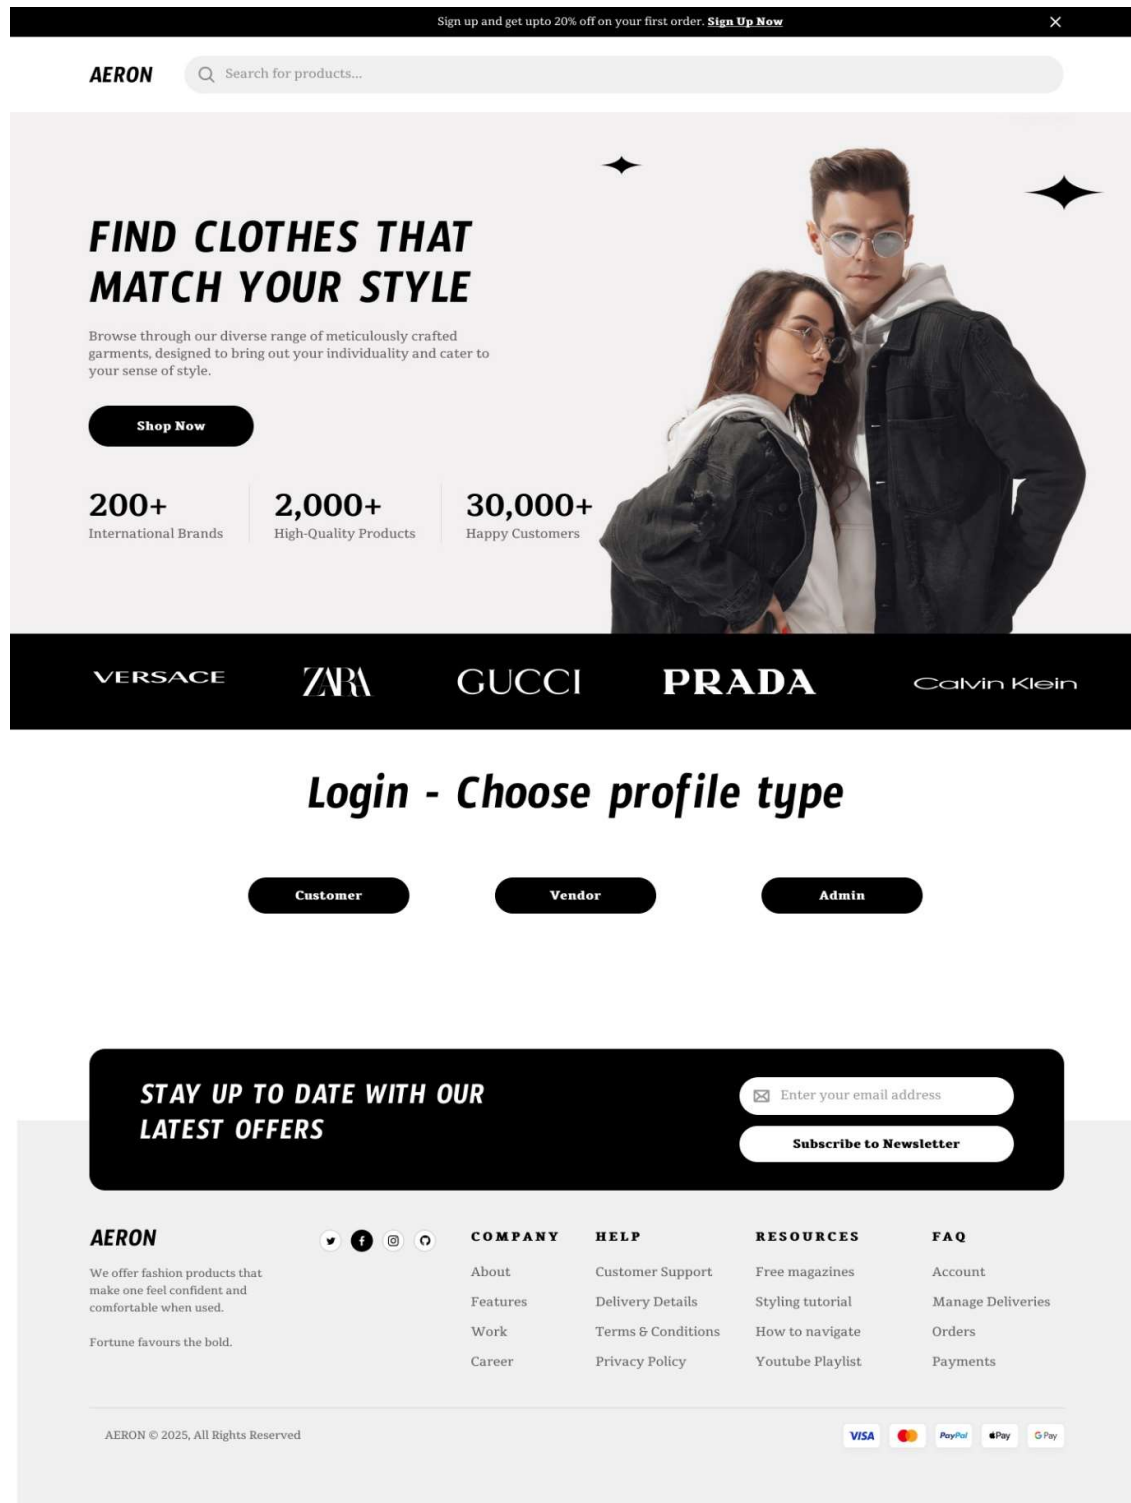 Sign up and get upto 20% off on your first order. Sign Up Now
AERON
Search for products...
FIND CLOTHES THAT
MATCH YOUR STYLE
Browse through our diverse range of meticulously crafted
garments, designed to bring out your individuality and cater to
your sense of style.
Shop Now
200+ 2,000+ 30,000+
International Brands High-Quality Products Happy Customers
VERSACE ZARA GUCCI PRADA Calvin Klein
Login - Choose profile type
Customer Vendor Admin
STAY UP TO DATE WITH OUR
LATEST OFFERS
Enter your email address
Subscribe to Newsletter
AERON
We offer fashion products that
make one feel confident and
comfortable when used.
Fortune favours the bold.
COMPANY
About
Features
Work
Career
HELP
Customer Support
Delivery Details
Terms & Conditions
Privacy Policy
RESOURCES
Free magazines
Styling tutorial
How to navigate
Youtube Playlist
FAQ
Account
Manage Deliveries
Orders
Payments
AERON © 2025, All Rights Reserved
VISA PayPal Pay G Pay